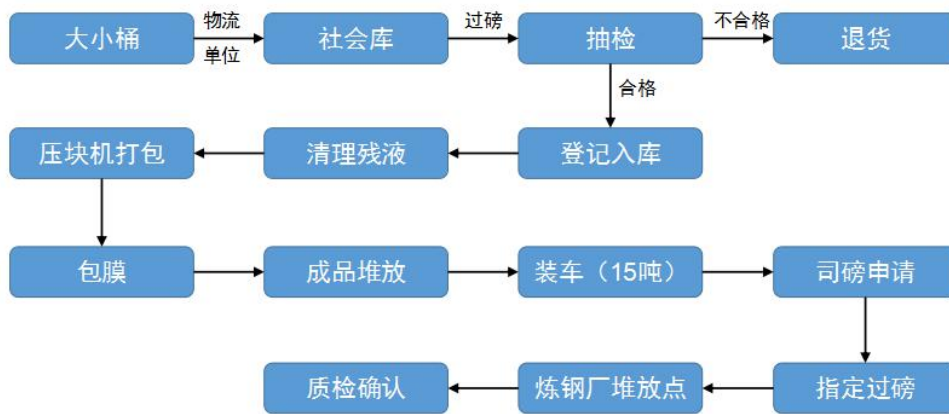 大小桶
物流
单位
社会库
过磅
抽检
不合格
退货
合格
压块机打包
清理残液
登记入库
包膜
成品堆放
装车（15吨）
司磅申请
质检确认
炼钢厂堆放点
指定过磅